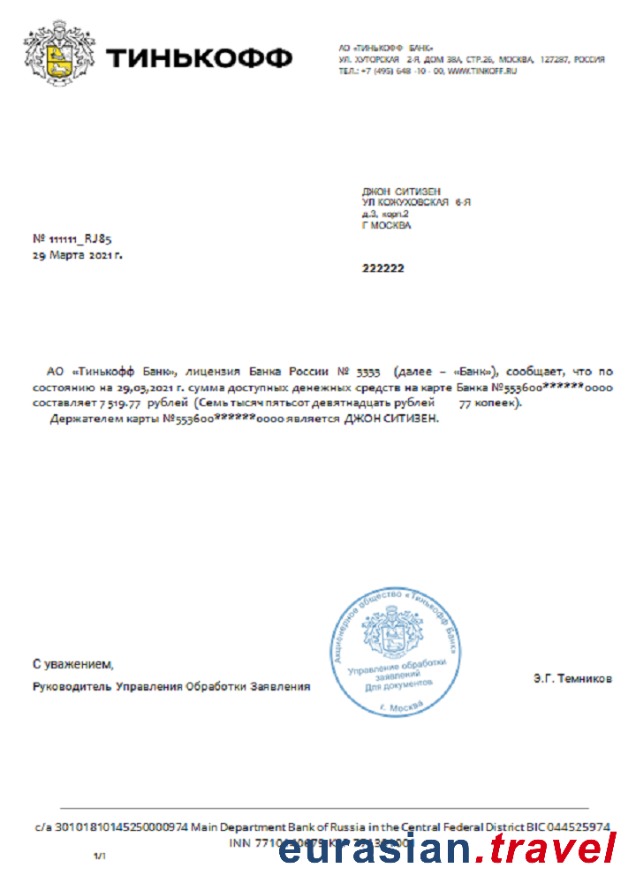 ТИНЬКОФФ
АО «ТИНЬКОФФ БАНК»
УЛ. ХУТОРСКАЯ 2-Я, ДОМ 38А, СТР.26, МОСКВА, 127287, РОССИЯ
ТЕЛ.: +7 (495) 648 -10 - 00, WWW.TINKOFF.RU
ДЖОН СИТИЗЕН
УЛ КОЖУХОВСКАЯ 6-Я
д.3, корп.2
Г МОСКВА
№ 111111_RJ85
29 Марта 2021 г.
222222
АО «Тинькофф Банк», лицензия Банка России № 3333 (далее – «Банк»), сообщает, что по
состоянию на 29,03,2021 г. сумма доступных денежных средств на карте Банка №553600******0000
составляет 7 519.77 рублей (Семь тысяч пятьсот девятнадцать рублей 77 копеек).
Держателем карты №553600******0000 является ДЖОН СИТИЗЕН.
Акционерное общество «Тинькофф Банк»
Управление обработки
заявлений
Для документов
г. Москва
С уважением,
Руководитель Управления Обработки Заявления
Э.Г. Темников
c/a 30101810145250000974 Main Department Bank of Russia in the Central Federal District BIC 044525974
INN
eurasian.travel
1/1